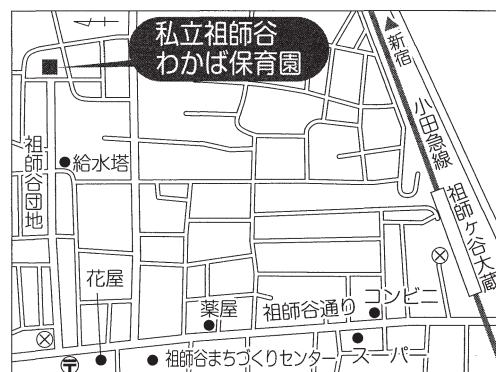 私立祖師谷
わかば保育園
▲新宿
小田急線
祖師ヶ谷大蔵
祖師谷団地
給水塔
花屋
薬屋
祖師谷通り
コンビニ
祖師谷まちづくりセンター
スーパー
〒